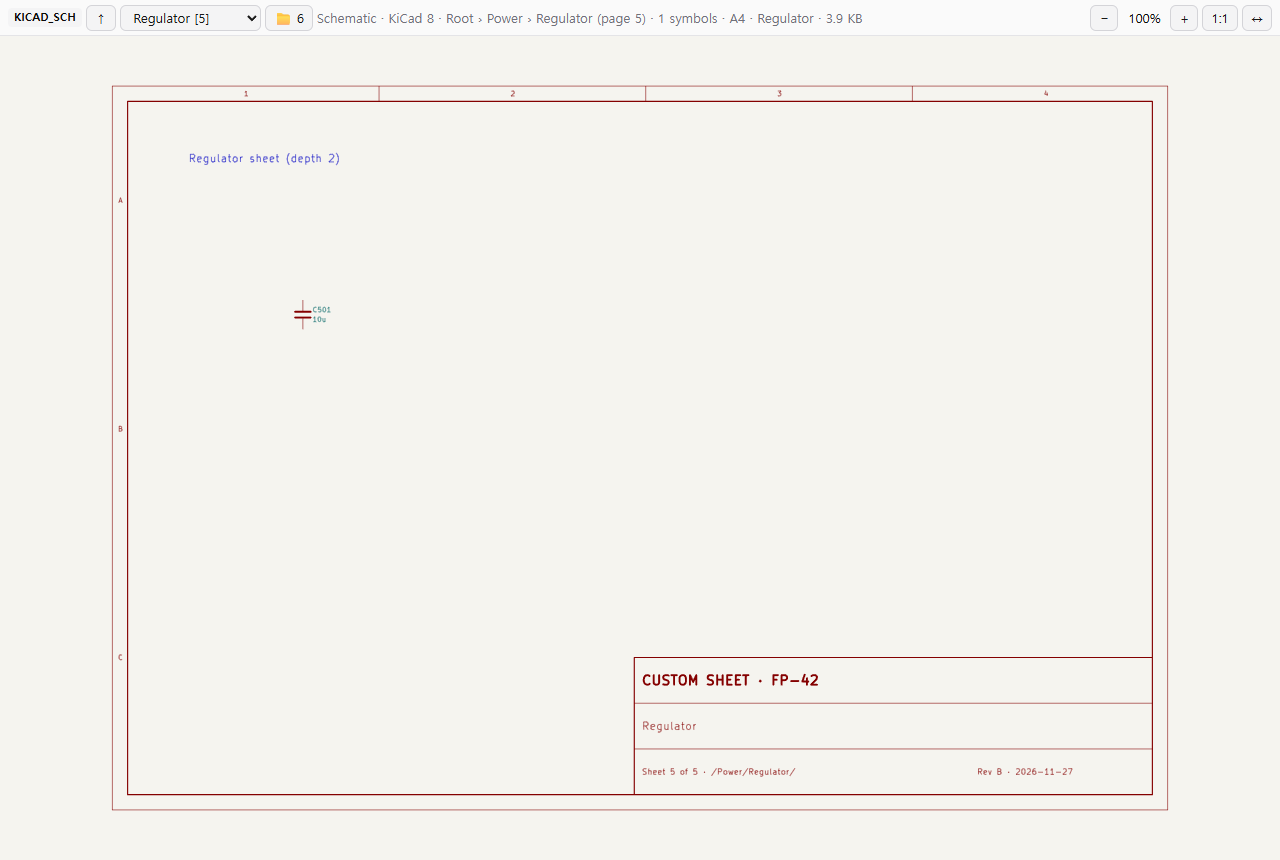 KICAD_SCH ↑ Regulator [5] 6 Schematic · KiCad 8 · Root › Power › Regulator (page 5) · 1 symbols · A4 · Regulator · 3.9 KB − 100% + 1:1 ↔
1 2 3 4
Regulator sheet (depth 2)
A
C501
10u
B
C
CUSTOM SHEET · FP-42
Regulator
Sheet 5 of 5 · /Power/Regulator/ Rev B · 2026-11-27